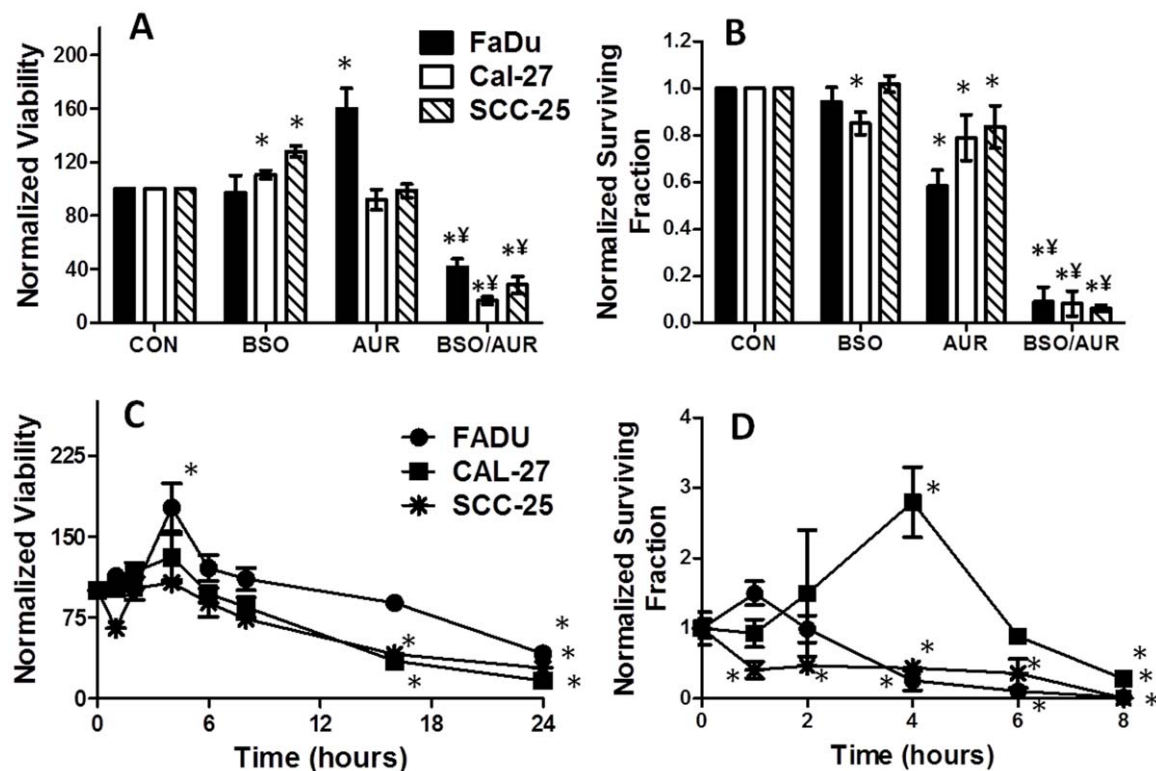 A
Normalized Viability
200
160
120
80
40
0
FaDu
Cal-27
SCC-25
*
*
*
*¥
*¥
*¥
CON
BSO
AUR
BSO/AUR
B
Normalized Surviving
Fraction
1.2
1.0
0.8
0.6
0.4
0.2
0.0
*
*
*
*
*¥
*¥
*¥
CON
BSO
AUR
BSO/AUR
C
Normalized Viability
225
150
75
0
FADU
CAL-27
SCC-25
*
*
*
*
*
*
0
6
12
18
24
Time (hours)
D
Normalized Surviving
Fraction
4
3
2
1
0
*
*
*
*
*
*
*
*
*
*
0
2
4
6
8
Time (hours)